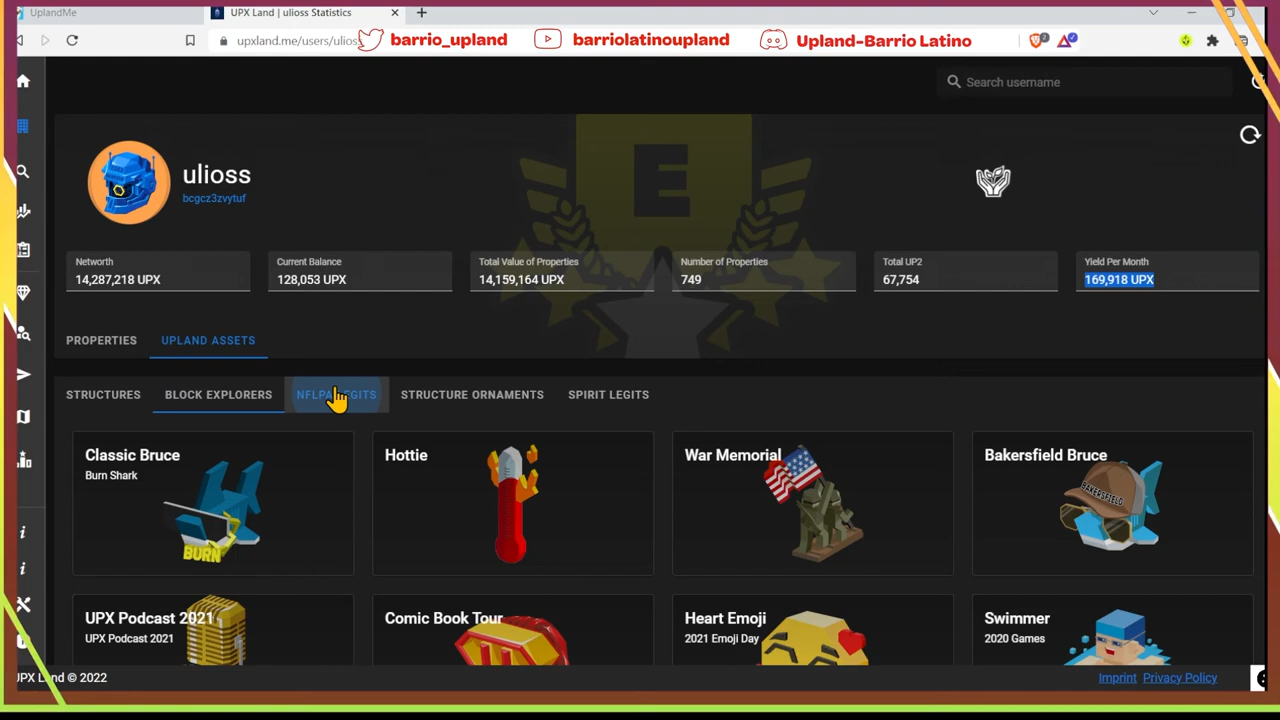 UplandMe
UPX Land | ulioss Statistics
upxland.me/users/ulios
barrio_upland
barriolatinoupland
Upland-Barrio Latino
Search username
ulioss
bcgcz3zvytuf
E
Networth
14,287,218 UPX
Current Balance
128,053 UPX
Total Value of Properties
14,159,164 UPX
Number of Properties
749
Total UP2
67,754
Yield Per Month
169,918 UPX
PROPERTIES
UPLAND ASSETS
STRUCTURES
BLOCK EXPLORERS
NFLPA LEGITS
STRUCTURE ORNAMENTS
SPIRIT LEGITS
Classic Bruce
Burn Shark
BURN
Hottie
War Memorial
Bakersfield Bruce
BAKERSFIELD
UPX Podcast 2021
UPX Podcast 2021
Comic Book Tour
Heart Emoji
2021 Emoji Day
Swimmer
2020 Games
UPX Land © 2022
Imprint
Privacy Policy